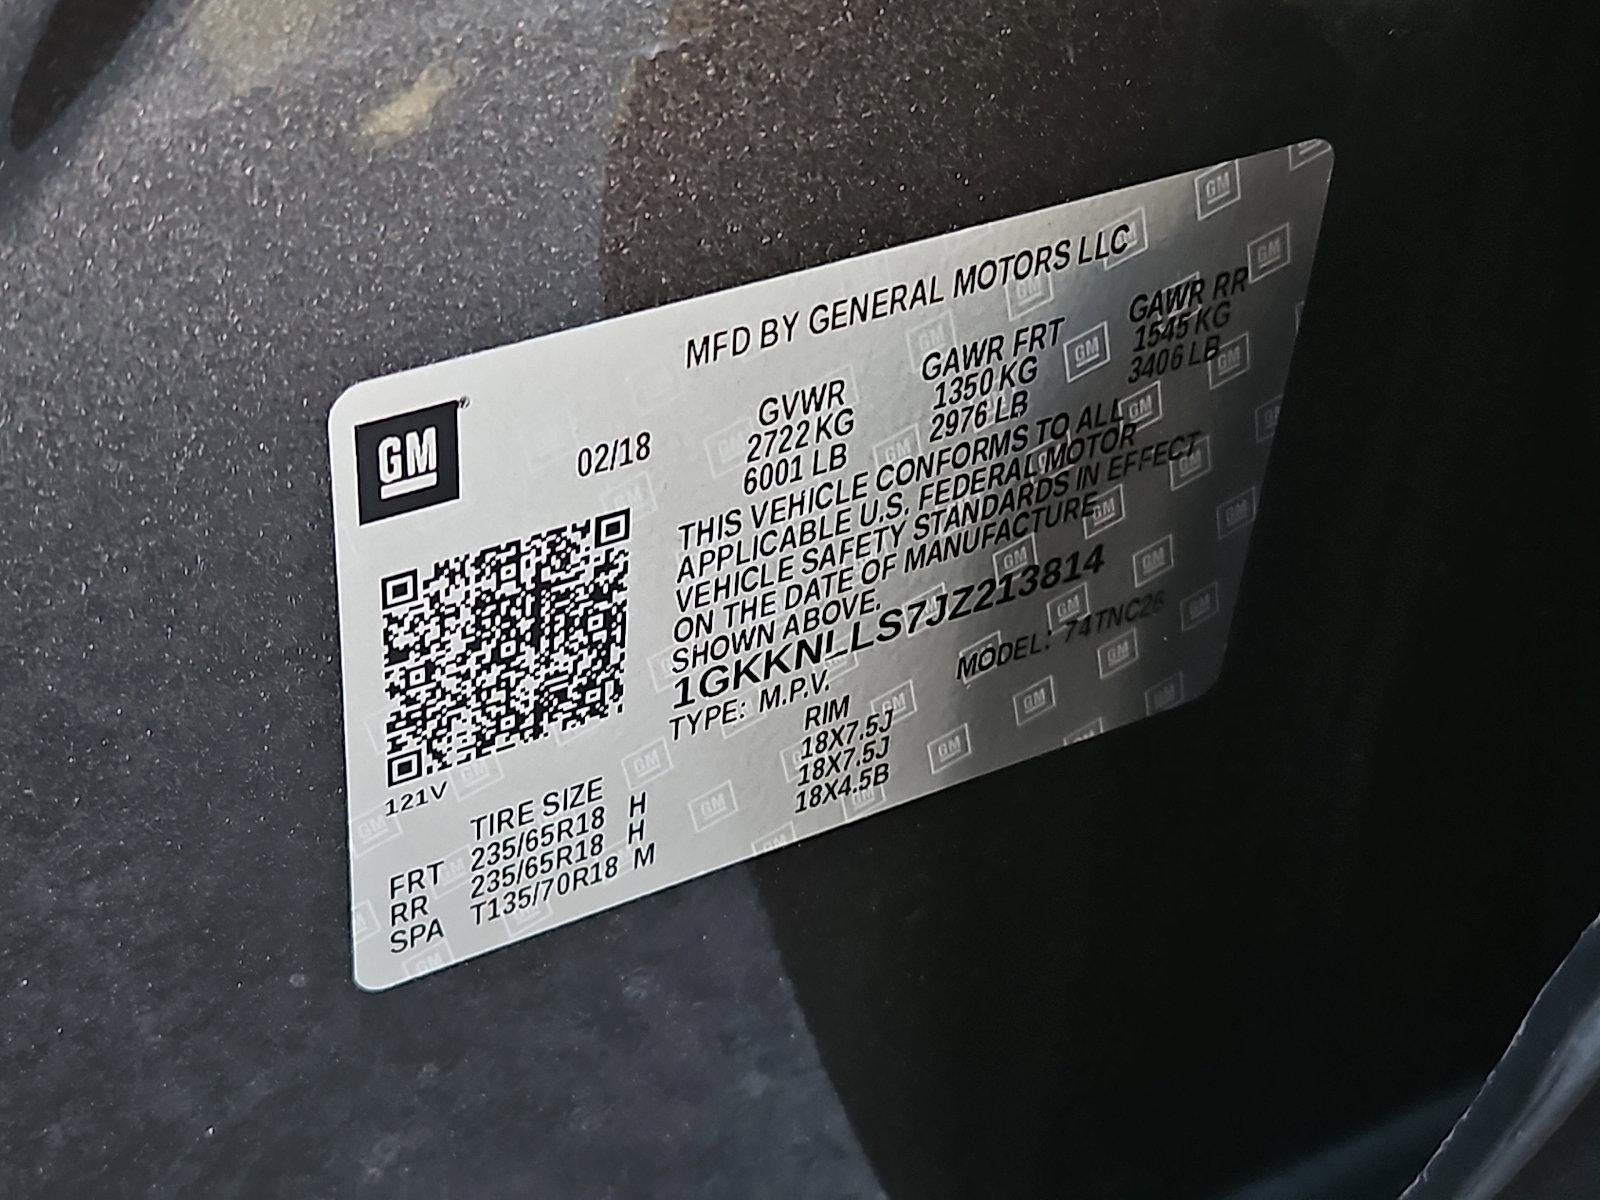 MFD BY GENERAL MOTORS LLC
GM
02/18
GVWR GAWR FRT GAWR RR
2722 KG 1350 KG 1545 KG
6001 LB 2976 LB 3406 LB
THIS VEHICLE CONFORMS TO ALL
APPLICABLE U.S. FEDERAL MOTOR
VEHICLE SAFETY STANDARDS IN EFFECT
ON THE DATE OF MANUFACTURE
SHOWN ABOVE.
1GKKNLLS7JZ213814
TYPE: M.P.V. MODEL: 74TNC26
121V
TIRE SIZE RIM
FRT 235/65R18 H 18X7.5J
RR 235/65R18 H 18X7.5J
SPA T135/70R18 M 18X4.5B